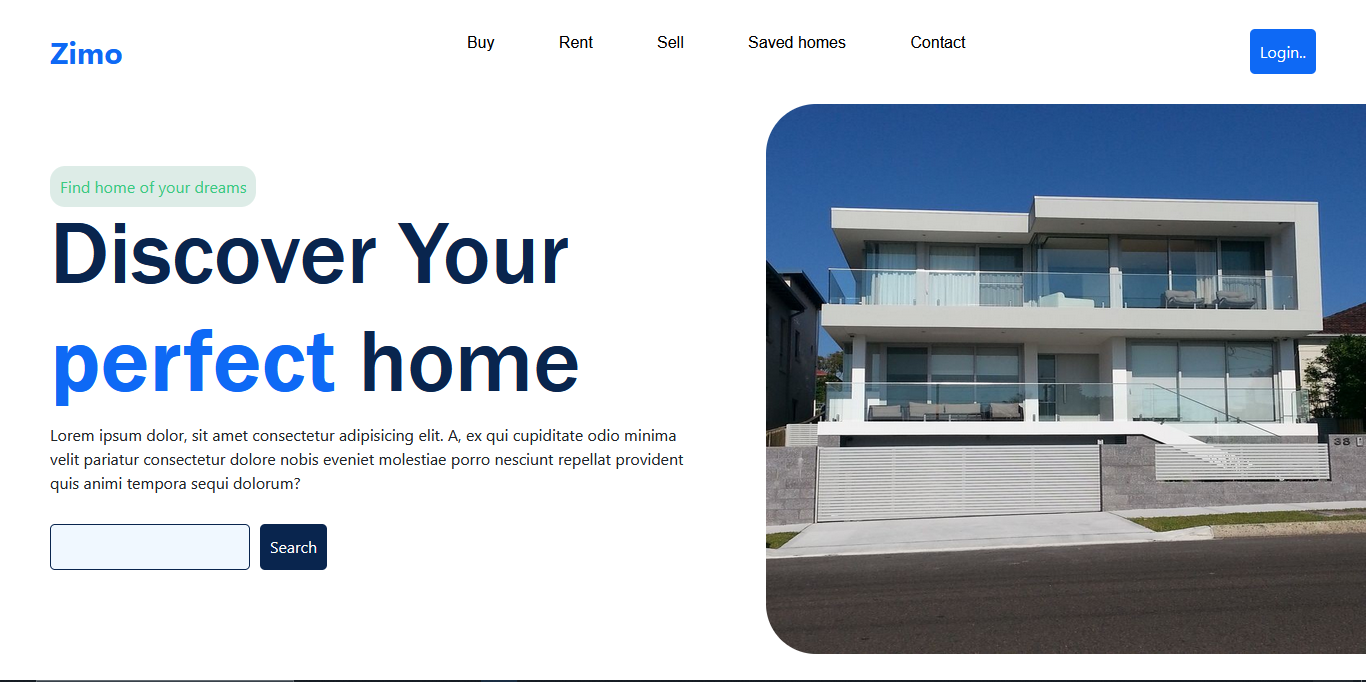 Zimo
Buy
Rent
Sell
Saved homes
Contact
Login..
Find home of your dreams
Discover Your
perfect home
Lorem ipsum dolor, sit amet consectetur adipisicing elit. A, ex qui cupiditate odio minima
velit pariatur consectetur dolore nobis eveniet molestiae porro nesciunt repellat provident
quis animi tempora sequi dolorum?
Search
38